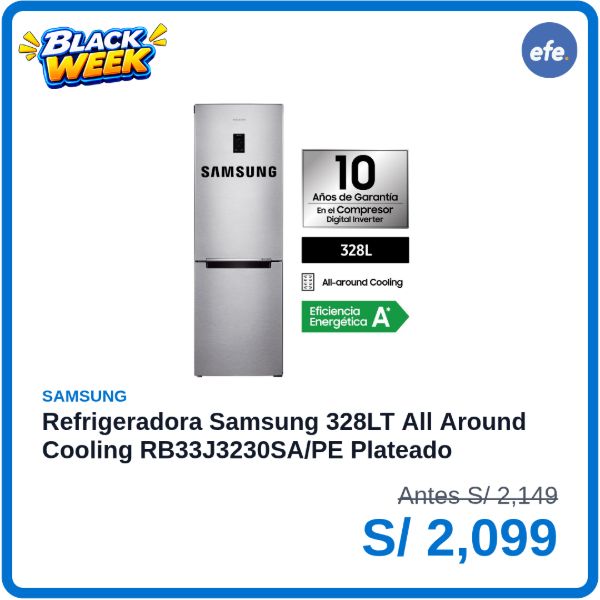 BLACK
WEEK
efe.
SAMSUNG
10
Años de Garantía
En el Compresor
Digital Inverter
328L
All-around Cooling
Eficiencia
Energética A*
SAMSUNG
Refrigeradora Samsung 328LT All Around
Cooling RB33J3230SA/PE Plateado
Antes S/ 2,149
S/ 2,099